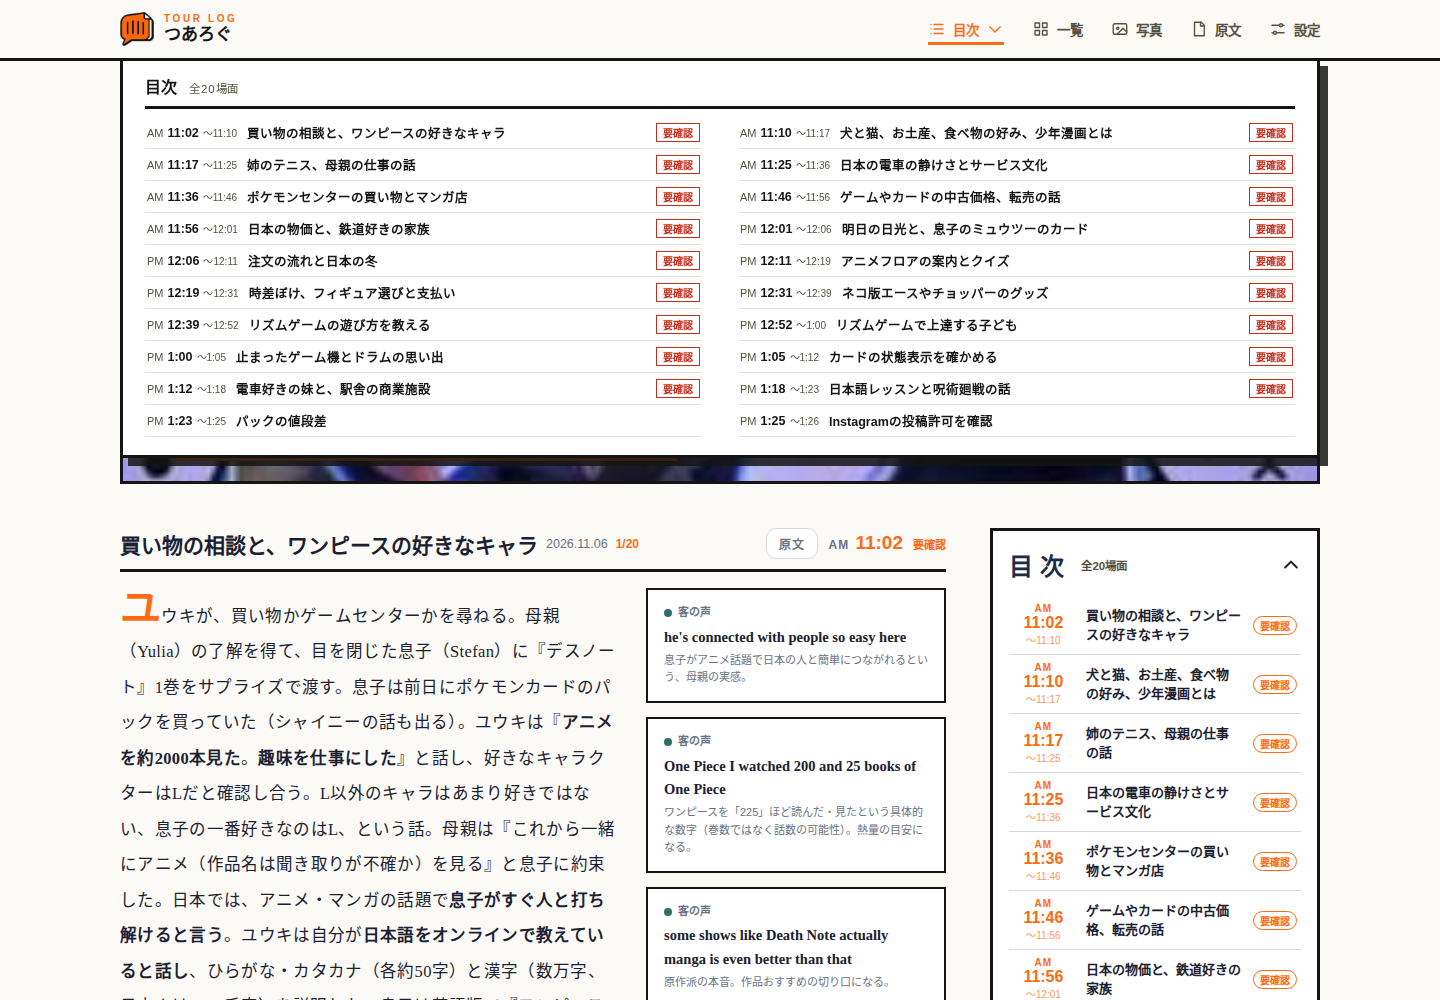 TOUR LOG
つあろぐ
目次
一覧
写真
原文
設定
目次 全20場面
AM 11:02 〜11:10 買い物の相談と、ワンピースの好きなキャラ 要確認
AM 11:10 〜11:17 犬と猫、お土産、食べ物の好み、少年漫画とは 要確認
AM 11:17 〜11:25 姉のテニス、母親の仕事の話 要確認
AM 11:25 〜11:36 日本の電車の静けさとサービス文化 要確認
AM 11:36 〜11:46 ポケモンセンターの買い物とマンガ店 要確認
AM 11:46 〜11:56 ゲームやカードの中古価格、転売の話 要確認
AM 11:56 〜12:01 日本の物価と、鉄道好きの家族 要確認
PM 12:01 〜12:06 明日の日光と、息子のミュウツーのカード 要確認
PM 12:06 〜12:11 注文の流れと日本の冬 要確認
PM 12:11 〜12:19 アニメフロアの案内とクイズ 要確認
PM 12:19 〜12:31 時差ぼけ、フィギュア選びと支払い 要確認
PM 12:31 〜12:39 ネコ版エースやチョッパーのグッズ 要確認
PM 12:39 〜12:52 リズムゲームの遊び方を教える 要確認
PM 12:52 〜1:00 リズムゲームで上達する子ども 要確認
PM 1:00 〜1:05 止まったゲーム機とドラムの思い出 要確認
PM 1:05 〜1:12 カードの状態表示を確かめる 要確認
PM 1:12 〜1:18 電車好きの妹と、駅舎の商業施設 要確認
PM 1:18 〜1:23 日本語レッスンと呪術廻戦の話 要確認
PM 1:23 〜1:25 パックの値段差
PM 1:25 〜1:26 Instagramの投稿許可を確認
買い物の相談と、ワンピースの好きなキャラ 2026.11.06 1/20
原文 AM 11:02 要確認
ユウキが、買い物かゲームセンターかを尋ねる。母親
（Yulia）の了解を得て、目を閉じた息子（Stefan）に『デスノー
ト』1巻をサプライズで渡す。息子は前日にポケモンカードのパ
ックを買っていた（シャイニーの話も出る）。ユウキは『アニメ
を約2000本見た。趣味を仕事にした』と話し、好きなキャラク
ターはLだと確認し合う。L以外のキャラはあまり好きではな
い、息子の一番好きなのはL、という話。母親は『これから一緒
にアニメ（作品名は聞き取りが不確か）を見る』と息子に約束
した。日本では、アニメ・マンガの話題で息子がすぐ人と打ち
解けると言う。ユウキは自分が日本語をオンラインで教えてい
ると話し、ひらがな・カタカナ（各約50字）と漢字（数万字、
客の声
he's connected with people so easy here
息子がアニメ話題で日本の人と簡単につながれるとい
う、母親の実感。
客の声
One Piece I watched 200 and 25 books of
One Piece
ワンピースを「225」ほど読んだ・見たという具体的
な数字（巻数ではなく話数の可能性）。熱量の目安に
なる。
客の声
some shows like Death Note actually
manga is even better than that
原作派の本音。作品おすすめの切り口になる。
目次 全20場面
AM
11:02
〜11:10
買い物の相談と、ワンピー
スの好きなキャラ
要確認
AM
11:10
〜11:17
犬と猫、お土産、食べ物
の好み、少年漫画とは
要確認
AM
11:17
〜11:25
姉のテニス、母親の仕事
の話
要確認
AM
11:25
〜11:36
日本の電車の静けさとサ
ービス文化
要確認
AM
11:36
〜11:46
ポケモンセンターの買い
物とマンガ店
要確認
AM
11:46
〜11:56
ゲームやカードの中古価
格、転売の話
要確認
AM
11:56
〜12:01
日本の物価と、鉄道好きの
家族
要確認